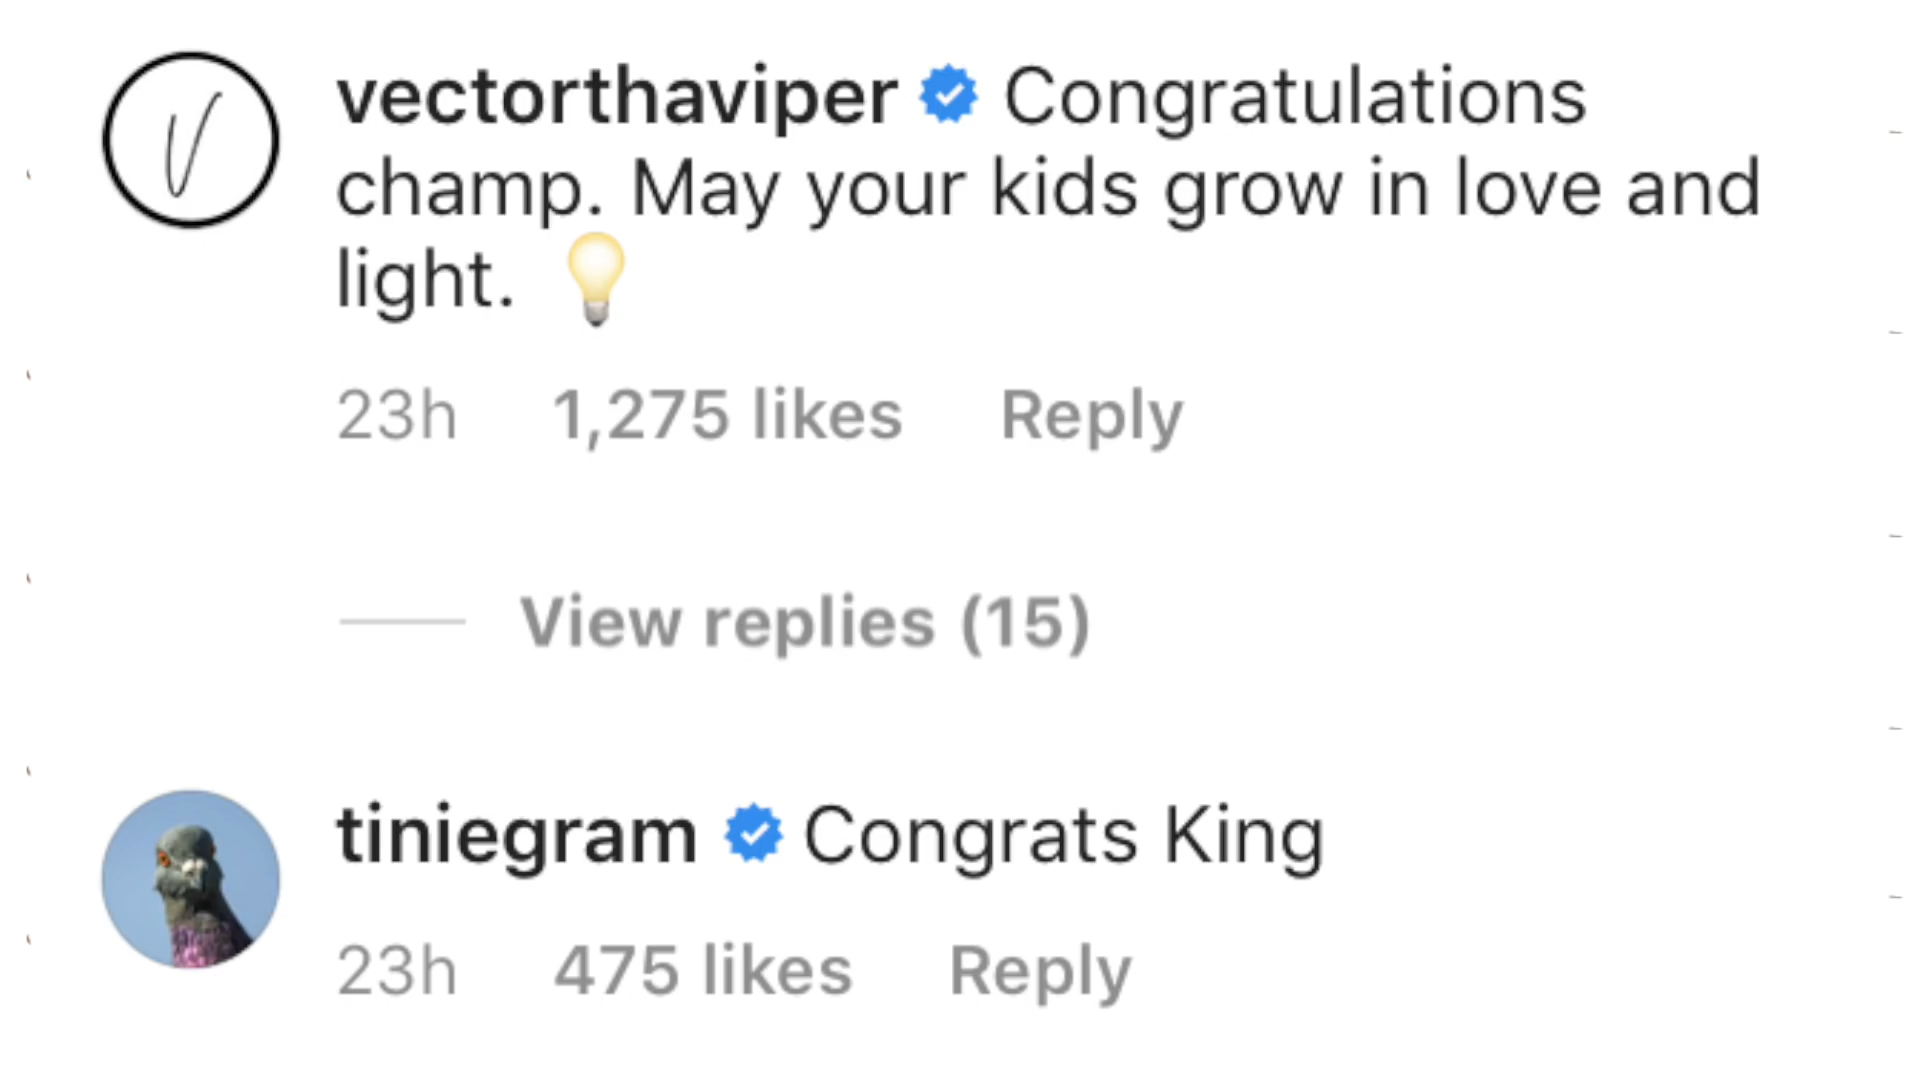 vectorthaviper Congratulations
champ. May your kids grow in love and
light. 💡
23h 1,275 likes Reply
View replies (15)
tiniegram Congrats King
23h 475 likes Reply